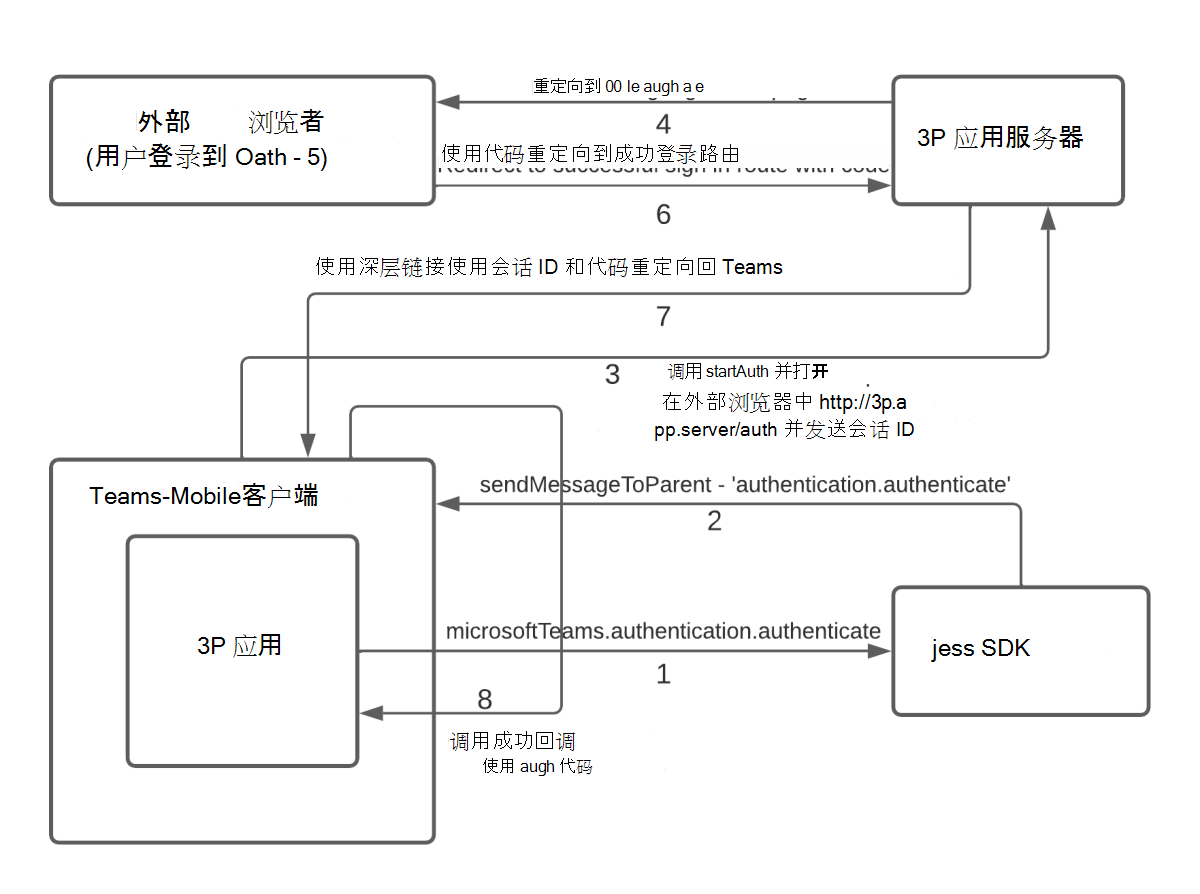 重定向到 00 le augh a e
4
外部 浏览者
(用户登录到 Oath - 5)
3P 应用服务器
使用代码重定向到成功登录路由
Redirect to successful sign in route with code
6
使用深层链接使用会话 ID 和代码重定向回 Teams
7
3
调用 startAuth 并打开
在外部浏览器中 http://3p.a
pp.server/auth 并发送会话 ID
Teams-Mobile客户端
sendMessageToParent - 'authentication.authenticate'
2
3P 应用
microsoftTeams.authentication.authenticate
1
jess SDK
8
调用成功回调
使用 augh 代码